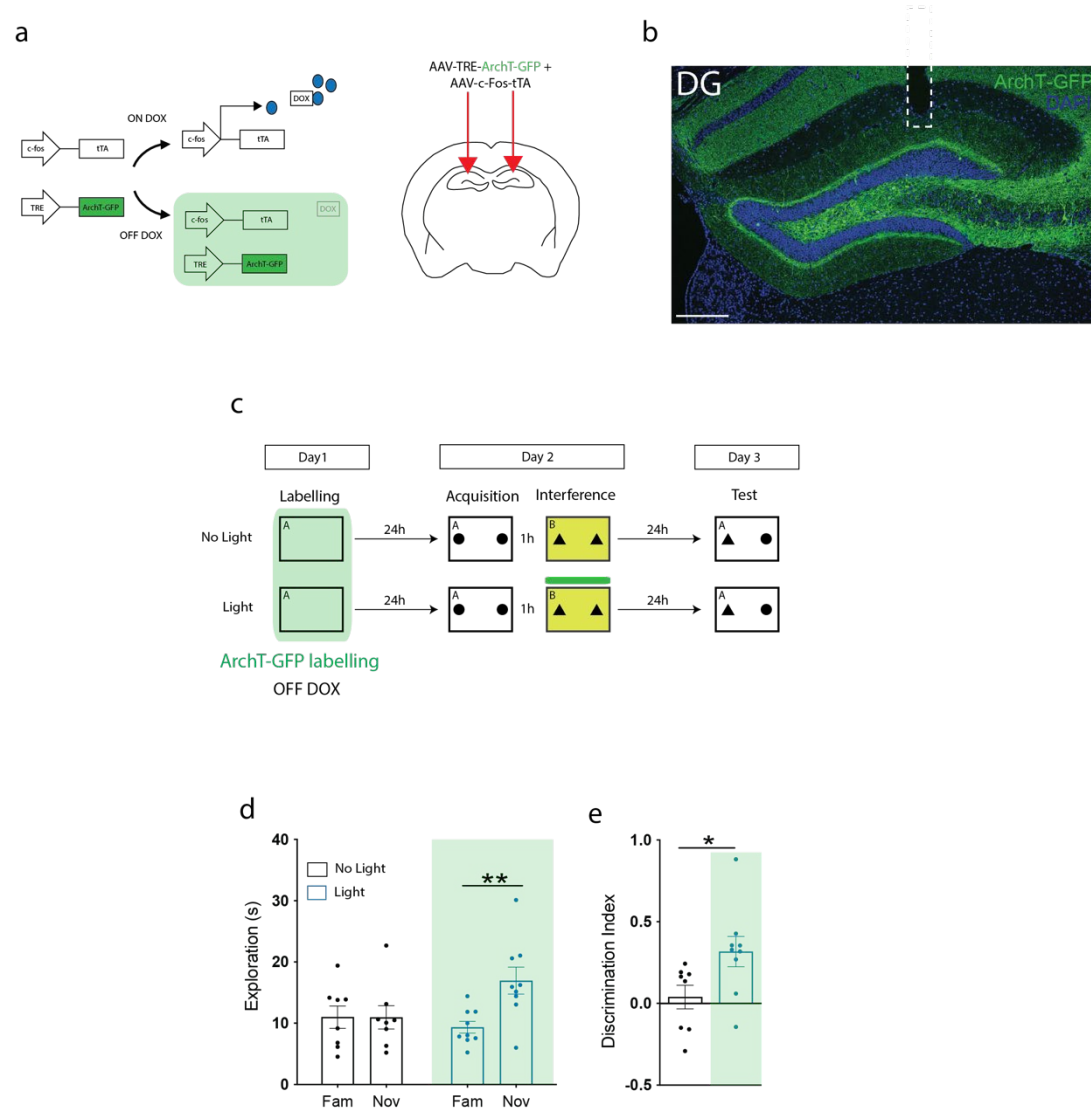 a
ON DOX
DOX
c-fos
tTA
c-fos
tTA
TRE
ArchT-GFP
OFF DOX
c-fos
tTA
DOX
TRE
ArchT-GFP
AAV-TRE-ArchT-GFP +
AAV-c-Fos-tTA
b
DG
ArchT-GFP
DAPI
c
Day1
Day 2
Day 3
Labelling
Acquisition
Interference
Test
No Light
A
24h
A
1h
B
24h
A
Light
A
24h
A
1h
B
24h
A
ArchT-GFP labelling
OFF DOX
d
Exploration (s)
40
30
20
10
0
No Light
Light
**
Fam
Nov
Fam
Nov
e
Discrimination Index
1.0
0.5
0.0
-0.5
*